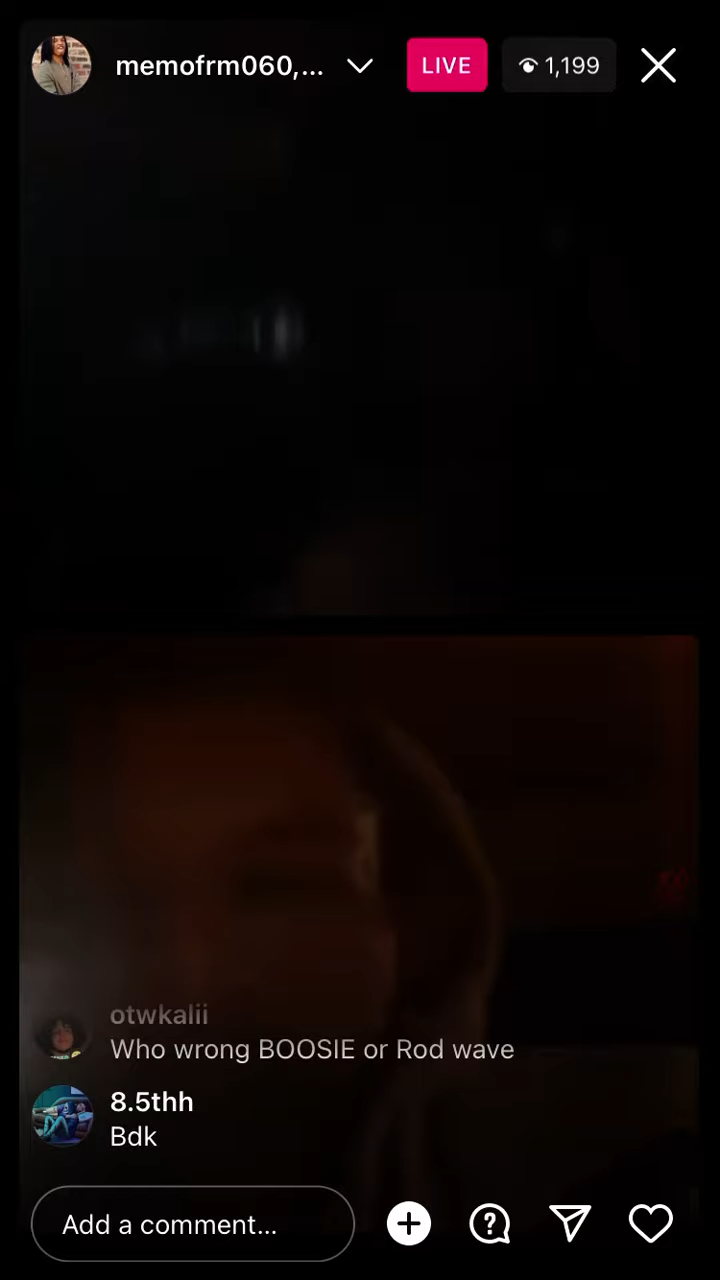 memofrm060,...
LIVE
1,199
otwkalii
Who wrong BOOSIE or Rod wave
8.5thh
Bdk
Add a comment...